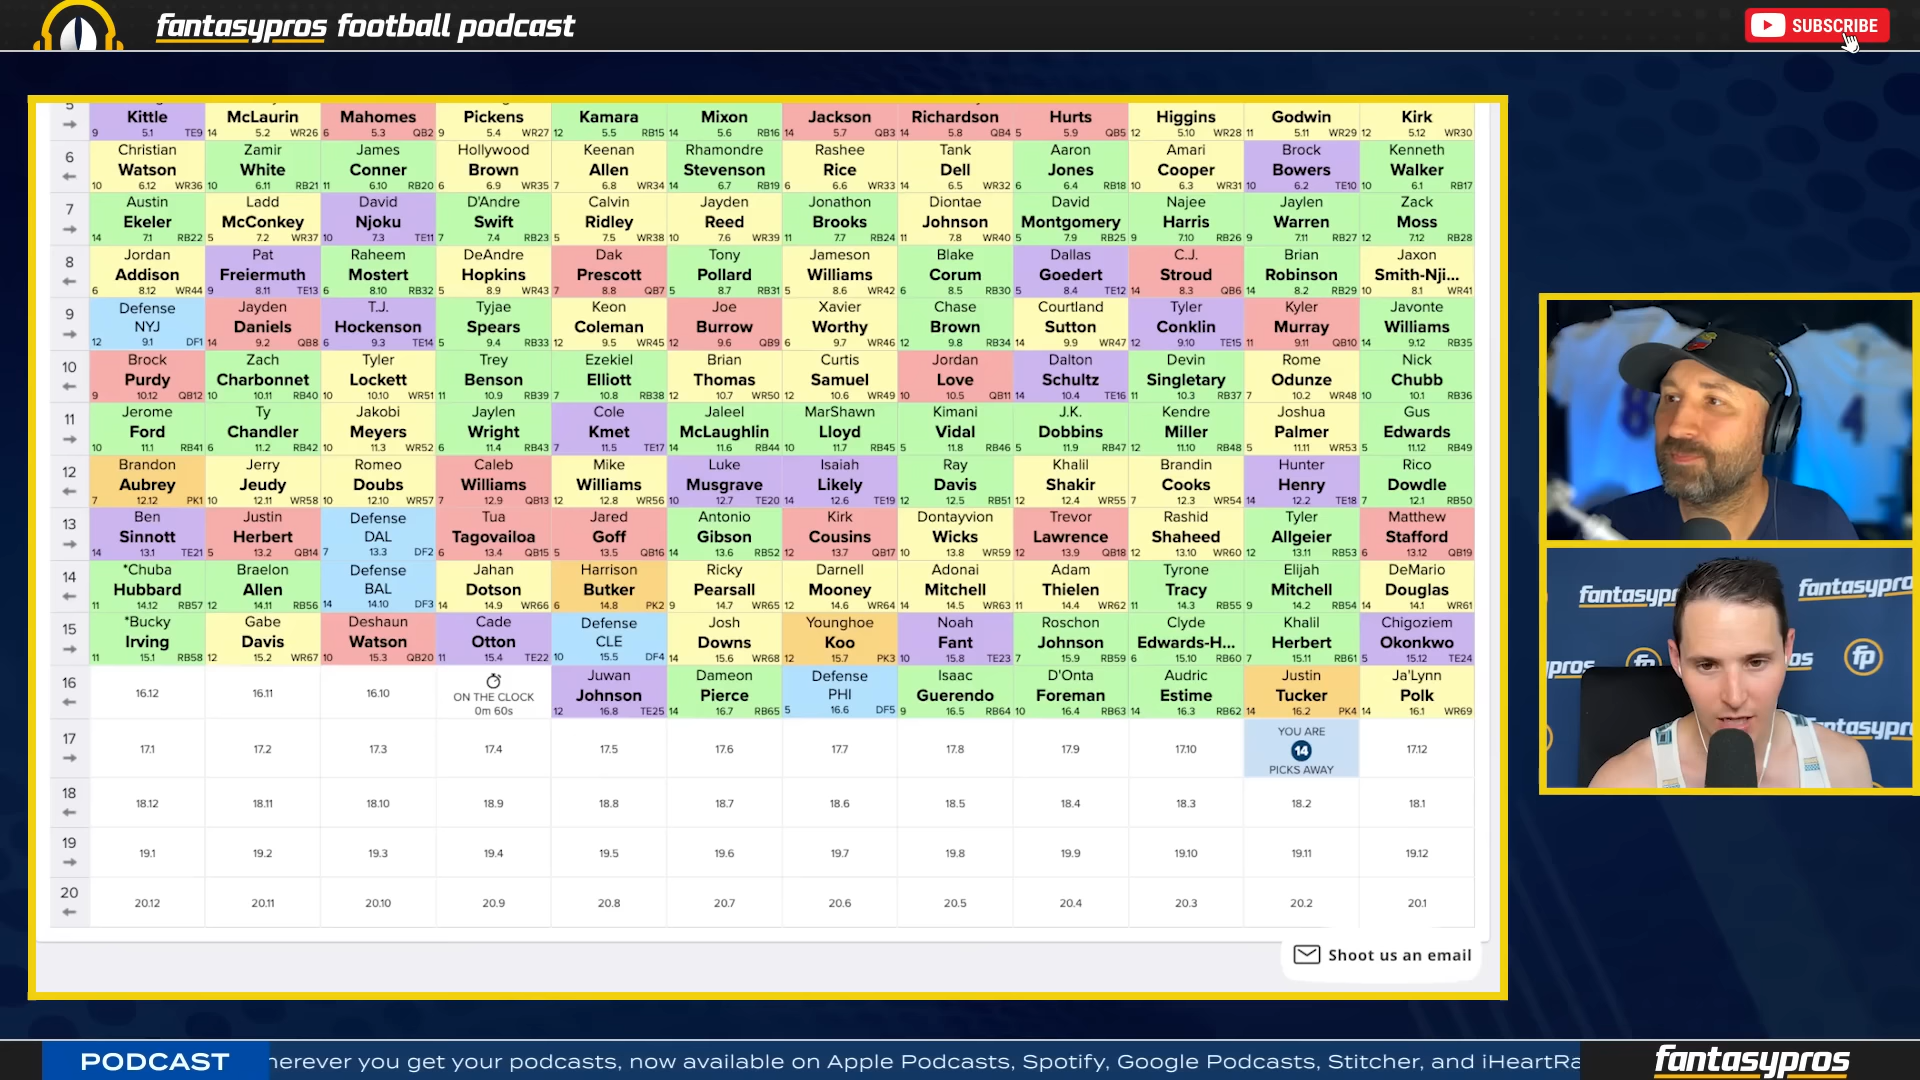 fantasypros football podcast
SUBSCRIBE
5 Kittle 9 5.1 TE9 McLaurin 14 5.2 WR26 Mahomes 6 5.3 QB2 Pickens 9 5.4 WR27 Kamara 12 5.5 RB15 Mixon 14 5.6 RB16 Jackson 14 5.7 QB3 Richardson 14 5.8 QB4 Hurts 5 5.9 QB5 Higgins 12 5.10 WR28 Godwin 11 5.11 WR29 Kirk 12 5.12 WR30
6 Christian Watson 10 6.12 WR36 Zamir White 10 6.11 RB21 James Conner 11 6.10 RB20 Hollywood Brown 6 6.9 WR35 Keenan Allen 7 6.8 WR34 Rhamondre Stevenson 14 6.7 RB19 Rashee Rice 6 6.6 WR33 Tank Dell 14 6.5 WR32 Aaron Jones 6 6.4 RB18 Amari Cooper 10 6.3 WR31 Brock Bowers 10 6.2 TE10 Kenneth Walker 10 6.1 RB17
7 Austin Ekeler 14 7.1 RB22 Ladd McConkey 5 7.2 WR37 David Njoku 10 7.3 TE11 D'Andre Swift 7 7.4 RB23 Calvin Ridley 5 7.5 WR38 Jayden Reed 10 7.6 WR39 Jonathon Brooks 11 7.7 RB24 Diontae Johnson 11 7.8 WR40 David Montgomery 5 7.9 RB25 Najee Harris 9 7.10 RB26 Jaylen Warren 9 7.11 RB27 Zack Moss 12 7.12 RB28
8 Jordan Addison 6 8.12 WR44 Pat Freiermuth 9 8.11 TE13 Raheem Mostert 6 8.10 RB32 DeAndre Hopkins 5 8.9 WR43 Dak Prescott 7 8.8 QB7 Tony Pollard 5 8.7 RB31 Jameson Williams 5 8.6 WR42 Blake Corum 6 8.5 RB30 Dallas Goedert 5 8.4 TE12 C.J. Stroud 14 8.3 QB6 Brian Robinson 14 8.2 RB29 Jaxon Smith-Nji... 10 8.1 WR41
9 Defense NYJ 12 9.1 DF1 Jayden Daniels 14 9.2 QB8 T.J. Hockenson 6 9.3 TE14 Tyjae Spears 5 9.4 RB33 Keon Coleman 12 9.5 WR45 Joe Burrow 12 9.6 QB9 Xavier Worthy 6 9.7 WR46 Chase Brown 12 9.8 RB34 Courtland Sutton 14 9.9 WR47 Tyler Conklin 12 9.10 TE15 Kyler Murray 11 9.11 QB10 Javonte Williams 14 9.12 RB35
10 Brock Purdy 9 10.12 QB12 Zach Charbonnet 10 10.11 RB40 Tyler Lockett 10 10.10 WR51 Trey Benson 11 10.9 RB39 Ezekiel Elliott 7 10.8 RB38 Brian Thomas 12 10.7 WR50 Curtis Samuel 12 10.6 WR49 Jordan Love 10 10.5 QB11 Dalton Schultz 14 10.4 TE16 Devin Singletary 11 10.3 RB37 Rome Odunze 7 10.2 WR48 Nick Chubb 10 10.1 RB36
11 Jerome Ford 10 11.1 RB41 Ty Chandler 6 11.2 RB42 Jakobi Meyers 10 11.3 WR52 Jaylen Wright 6 11.4 RB43 Cole Kmet 7 11.5 TE17 Jaleel McLaughlin 14 11.6 RB44 MarShawn Lloyd 10 11.7 RB45 Kimani Vidal 5 11.8 RB46 J.K. Dobbins 5 11.9 RB47 Kendre Miller 12 11.10 RB48 Joshua Palmer 5 11.11 WR53 Gus Edwards 5 11.12 RB49
12 Brandon Aubrey 7 12.12 PK1 Jerry Jeudy 10 12.11 WR58 Romeo Doubs 10 12.10 WR57 Caleb Williams 7 12.9 QB13 Mike Williams 12 12.8 WR56 Luke Musgrave 10 12.7 TE20 Isaiah Likely 14 12.6 TE19 Ray Davis 12 12.5 RB51 Khalil Shakir 12 12.4 WR55 Brandin Cooks 7 12.3 WR54 Hunter Henry 14 12.2 TE18 Rico Dowdle 7 12.1 RB50
13 Ben Sinnott 14 13.1 TE21 Justin Herbert 5 13.2 QB14 Defense DAL 7 13.3 DF2 Tua Tagovailoa 6 13.4 QB15 Jared Goff 5 13.5 QB16 Antonio Gibson 14 13.6 RB52 Kirk Cousins 12 13.7 QB17 Dontayvion Wicks 10 13.8 WR59 Trevor Lawrence 12 13.9 QB18 Rashid Shaheed 12 13.10 WR60 Tyler Allgeier 12 13.11 RB53 Matthew Stafford 6 13.12 QB19
14 *Chuba Hubbard 11 14.12 RB57 Braelon Allen 12 14.11 RB56 Defense BAL 14 14.10 DF3 Jahan Dotson 14 14.9 WR66 Harrison Butker 6 14.8 PK2 Ricky Pearsall 9 14.7 WR65 Darnell Mooney 12 14.6 WR64 Adonai Mitchell 14 14.5 WR63 Adam Thielen 11 14.4 WR62 Tyrone Tracy 11 14.3 RB55 Elijah Mitchell 9 14.2 RB54 DeMario Douglas 14 14.1 WR61
15 *Bucky Irving 11 15.1 RB58 Gabe Davis 12 15.2 WR67 Deshaun Watson 10 15.3 QB20 Cade Otton 11 15.4 TE22 Defense CLE 10 15.5 DF4 Josh Downs 14 15.6 WR68 Younghoe Koo 12 15.7 PK3 Noah Fant 10 15.8 TE23 Roschon Johnson 7 15.9 RB59 Clyde Edwards-H... 6 15.10 RB60 Khalil Herbert 7 15.11 RB61 Chigoziem Okonkwo 5 15.12 TE24
16 16.12 16.11 16.10 ON THE CLOCK 0m 60s Juwan Johnson 12 16.8 TE25 Dameon Pierce 14 16.7 RB65 Defense PHI 5 16.6 DF5 Isaac Guerendo 9 16.5 RB64 D'Onta Foreman 10 16.4 RB63 Audric Estime 14 16.3 RB62 Justin Tucker 14 16.2 PK4 Ja'Lynn Polk 14 16.1 WR69
17 17.1 17.2 17.3 17.4 17.5 17.6 17.7 17.8 17.9 17.10 YOU ARE 14 PICKS AWAY 17.12
18 18.12 18.11 18.10 18.9 18.8 18.7 18.6 18.5 18.4 18.3 18.2 18.1
19 19.1 19.2 19.3 19.4 19.5 19.6 19.7 19.8 19.9 19.10 19.11 19.12
20 20.12 20.11 20.10 20.9 20.8 20.7 20.6 20.5 20.4 20.3 20.2 20.1
Shoot us an email
8 4
fantasypr fantasypro
pros fp os fp
ntasypr
PODCAST
herever you get your podcasts, now available on Apple Podcasts, Spotify, Google Podcasts, Stitcher, and iHeartRa
fantasypros